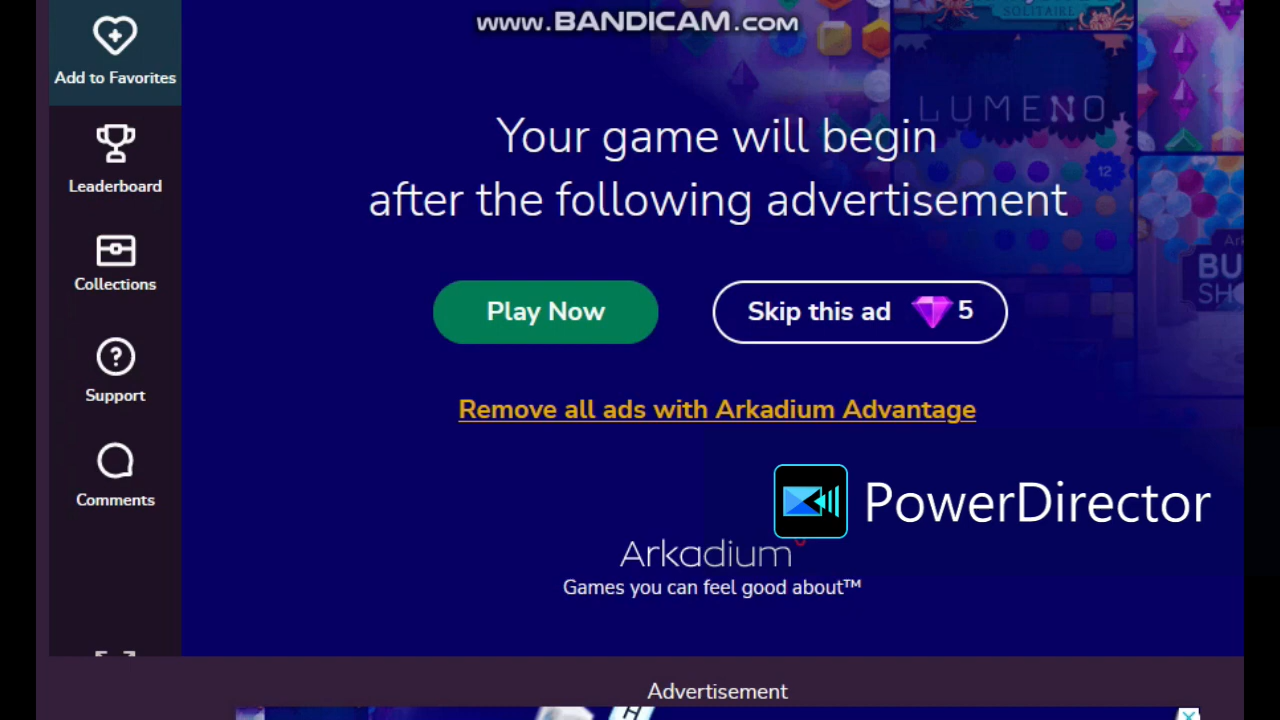 www.BANDICAM.com
SOLITAIRE
Add to Favorites
LUMENO
Your game will begin
12
Leaderboard
after the following advertisement
Collections
Play Now
Skip this ad 5
Support
Remove all ads with Arkadium Advantage
Comments
PowerDirector
Arkadium
Games you can feel good about™
Advertisement